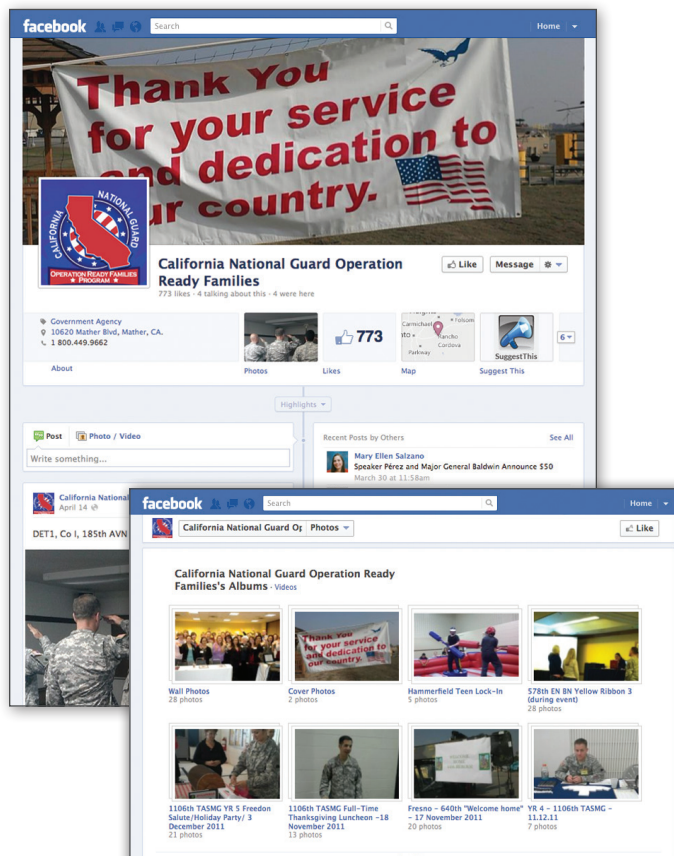 facebook
Search
Home
Thank You
for your service
and dedication to
our country.
CALIFORNIA NATIONAL GUARD
OPERATION READY FAMILIES
PROGRAM
California National Guard Operation
Ready Families
773 likes · 4 talking about this · 4 were here
Like
Message
Government Agency
10620 Mather Blvd, Mather, CA.
1 800.449.9662
About
Photos
773
Likes
Carmichael
Folsom
Rancho
Cordova
Parkway
Map
SuggestThis
Suggest This
6
Highlights
Post
Photo / Video
Write something...
Recent Posts by Others
See All
Mary Ellen Salzano
Speaker Pérez and Major General Baldwin Announce $50
March 30 at 11:58am
California National
April 14
DET1, Co I, 185th AVN
facebook
Search
Home
California National Guard Op
Photos
Like
California National Guard Operation Ready
Families's Albums · Videos
Thank You
for your service
and dedication to
our country.
Wall Photos
28 photos
Cover Photos
2 photos
Hammerfield Teen Lock-In
5 photos
578th EN BN Yellow Ribbon 3
(during event)
28 photos
1106th TASMG YR 5 Freedon
Salute/Holiday Party/ 3
December 2011
21 photos
1106th TASMG Full-Time
Thanksgiving Luncheon -18
November 2011
13 photos
Fresno - 640th "Welcome home"
- 17 November 2011
20 photos
YR 4 - 1106th TASMG -
11.12.11
7 photos